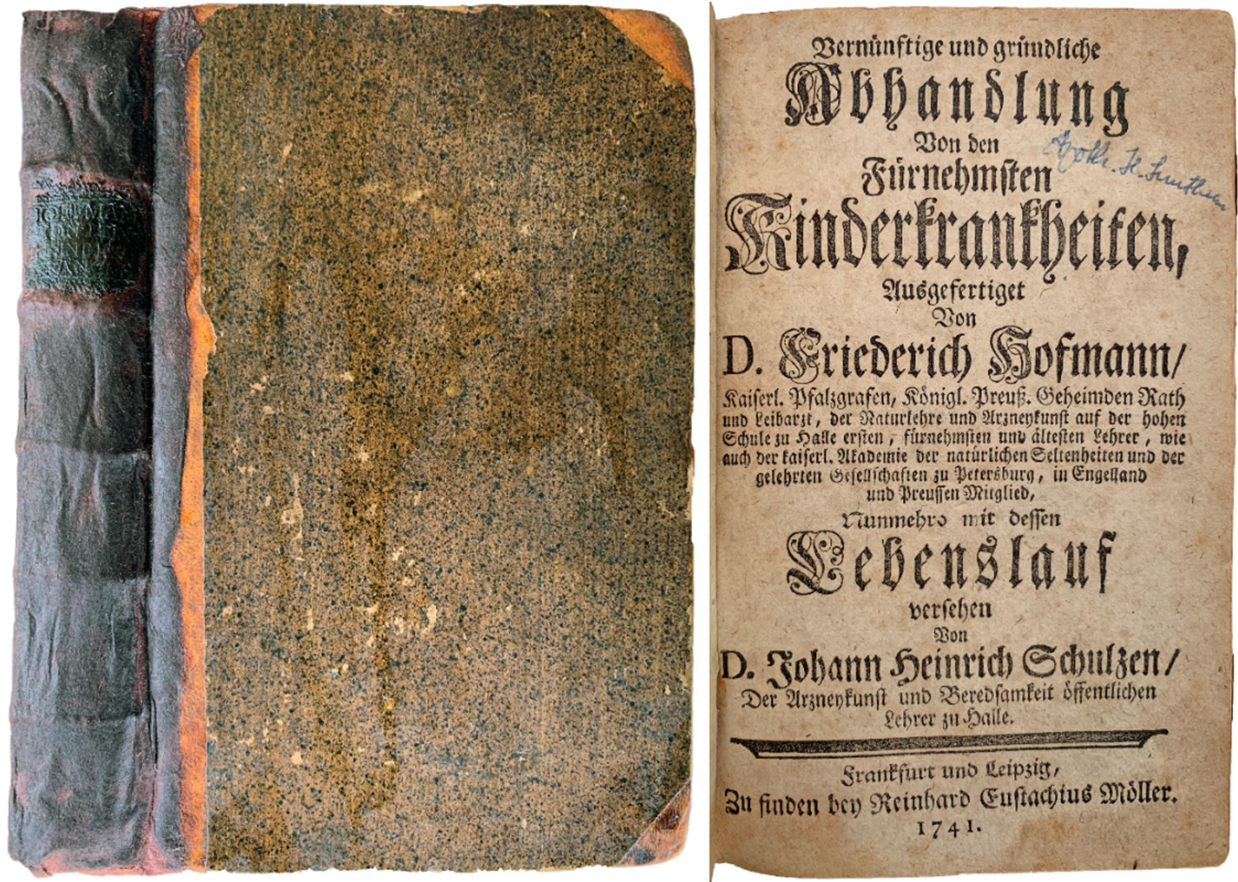 Vernünftige und gründliche
Abhandlung
Von den
Fürnehmsten
Kinderkrankheiten,
Ausgefertiget
Von
D. Friederich Hofmann/
Kaiserl. Pfalzgrafen, Königl. Preuß. Geheimden Rath
und Leibarzt, der Naturlehre und Arzneykunst auf der hohen
Schule zu Halle ersten, fürnehmsten und ältesten Lehrer, wie
auch der kaiserl. Akademie der natürlichen Seltenheiten und der
gelehrten Gesellschaften zu Petersburg, in Engelland
und Preussen Mitglied,
Nunmehro mit dessen
Lebenslauf
versehen
Von
D. Johann Heinrich Schulzen/
Der Arzneykunst und Beredsamkeit öffentlichen
Lehrer zu Halle.
Frankfurt und Leipzig,
Zu finden bey Reinhard Eustachius Möller.
1741.